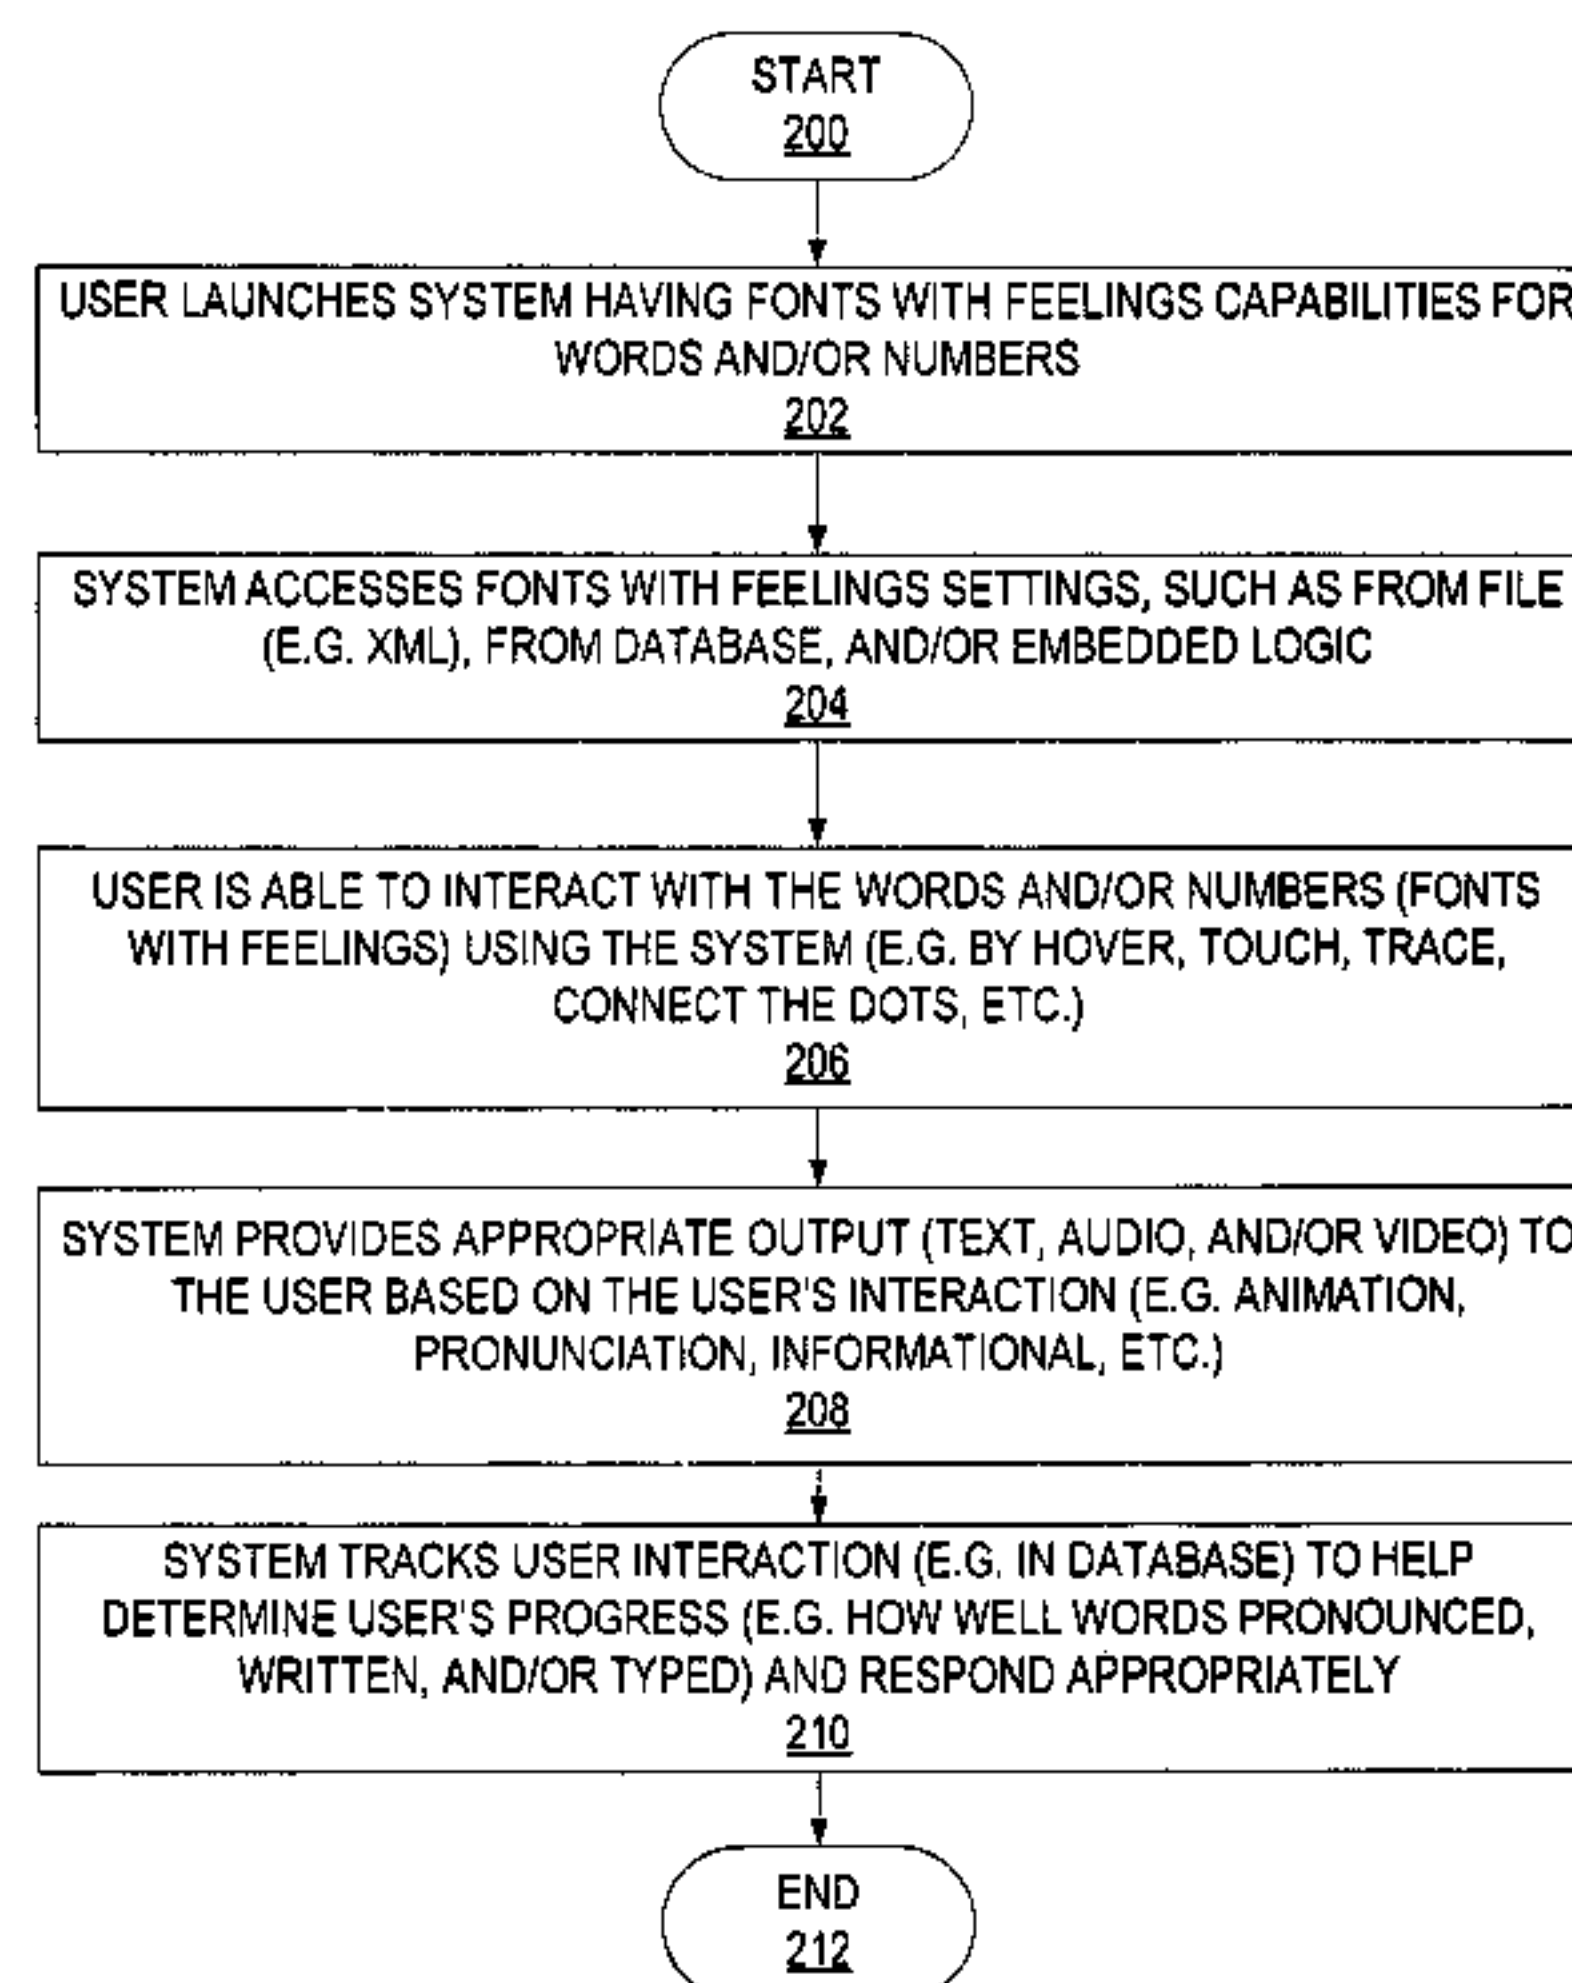 START
200
USER LAUNCHES SYSTEM HAVING FONTS WITH FEELINGS CAPABILITIES FOR
WORDS AND/OR NUMBERS
202
SYSTEM ACCESSES FONTS WITH FEELINGS SETTINGS, SUCH AS FROM FILE
(E.G. XML), FROM DATABASE, AND/OR EMBEDDED LOGIC
204
USER IS ABLE TO INTERACT WITH THE WORDS AND/OR NUMBERS (FONTS
WITH FEELINGS) USING THE SYSTEM (E.G. BY HOVER, TOUCH, TRACE,
CONNECT THE DOTS, ETC.)
206
SYSTEM PROVIDES APPROPRIATE OUTPUT (TEXT, AUDIO, AND/OR VIDEO) TO
THE USER BASED ON THE USER'S INTERACTION (E.G. ANIMATION,
PRONUNCIATION, INFORMATIONAL, ETC.)
208
SYSTEM TRACKS USER INTERACTION (E.G. IN DATABASE) TO HELP
DETERMINE USER'S PROGRESS (E.G. HOW WELL WORDS PRONOUNCED,
WRITTEN, AND/OR TYPED) AND RESPOND APPROPRIATELY
210
END
212